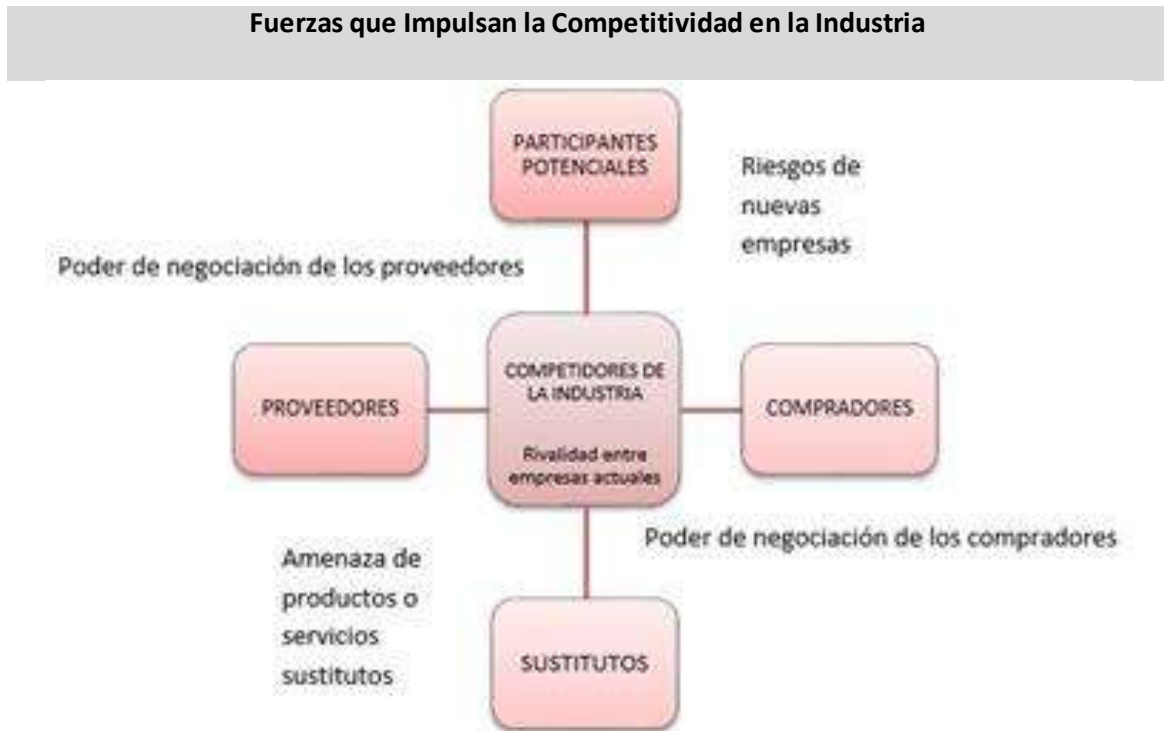 Fuerzas que Impulsan la Competitividad en la Industria
PARTICIPANTES
POTENCIALES
Riesgos de
nuevas
empresas
Poder de negociación de los proveedores
PROVEEDORES
COMPETIDORES DE
LA INDUSTRIA
Rivalidad entre
empresas actuales
COMPRADORES
Poder de negociación de los compradores
Amenaza de
productos o
servicios
sustitutos
SUSTITUTOS